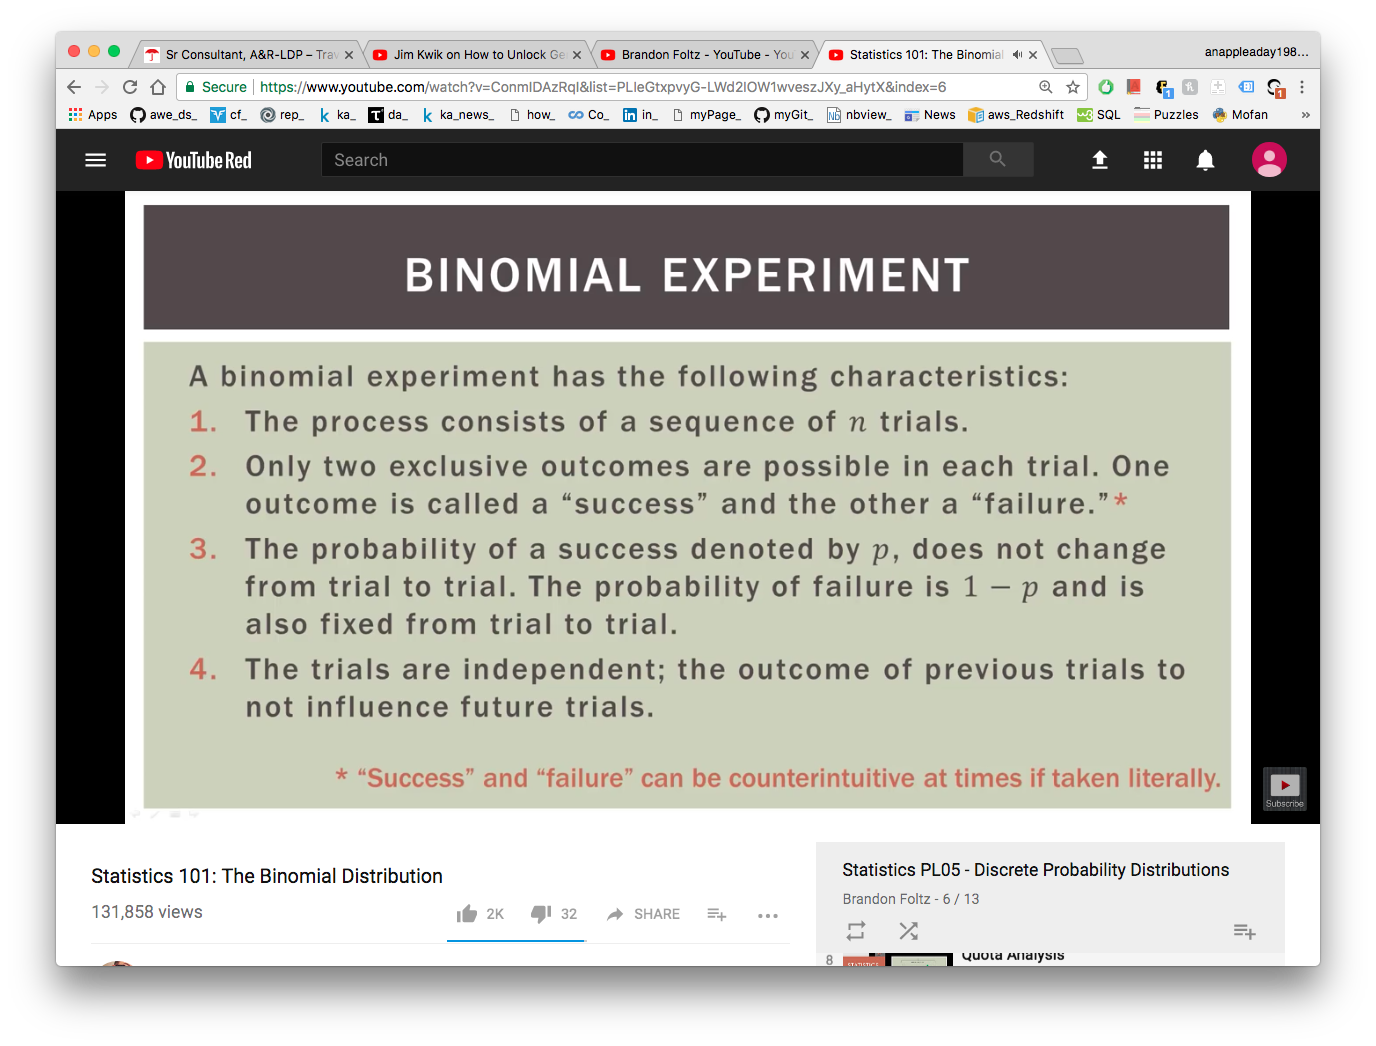 Sr Consultant, A&R-LDP – Trav
Jim Kwik on How to Unlock Ge
Brandon Foltz - YouTube - You
Statistics 101: The Binomial
anappleaday198...
Secure
https://www.youtube.com/watch?v=ConmIDAzRqI&list=PLIeGtxpvyG-LWd2lOW1wveszJXy_aHytX&index=6
1
1
Apps awe_ds_ cf_ rep_ ka_ da_ ka_news_ how_ Co_ in_ myPage_ myGit_ nbview_ News aws_Redshift SQL Puzzles Mofan »
YouTube Red
Search
BINOMIAL EXPERIMENT
A binomial experiment has the following characteristics:
1. The process consists of a sequence of n trials.
2. Only two exclusive outcomes are possible in each trial. One
outcome is called a “success” and the other a “failure.”*
3. The probability of a success denoted by p, does not change
from trial to trial. The probability of failure is 1 − p and is
also fixed from trial to trial.
4. The trials are independent; the outcome of previous trials to
not influence future trials.
* “Success” and “failure” can be counterintuitive at times if taken literally.
Subscribe
Statistics 101: The Binomial Distribution
131,858 views
2K
32
SHARE
Statistics PL05 - Discrete Probability Distributions
Brandon Foltz - 6 / 13
8
STATISTICS
Quota Analysis